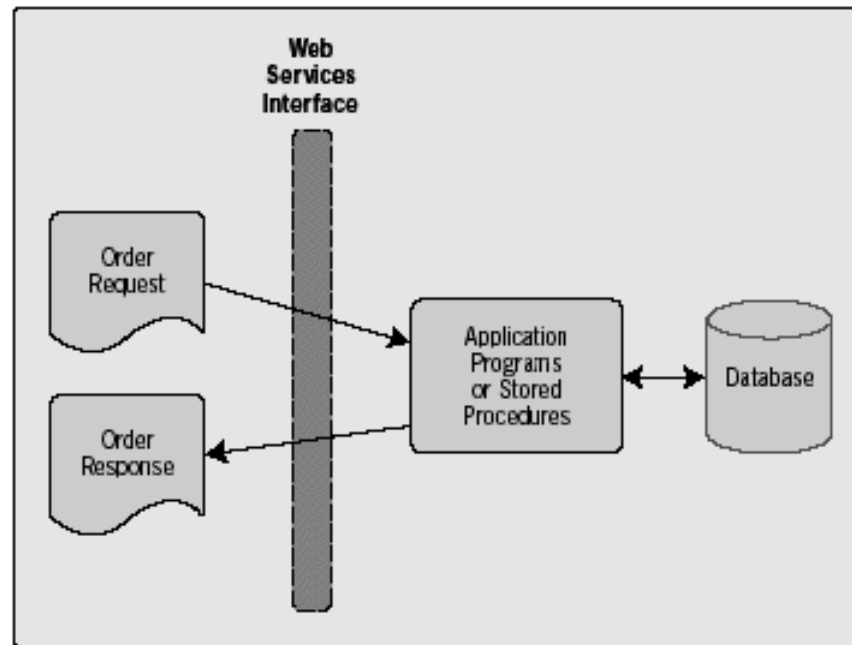 Web
Services
Interface
Order
Request
Application
Programs
or Stored
Procedures
Database
Order
Response